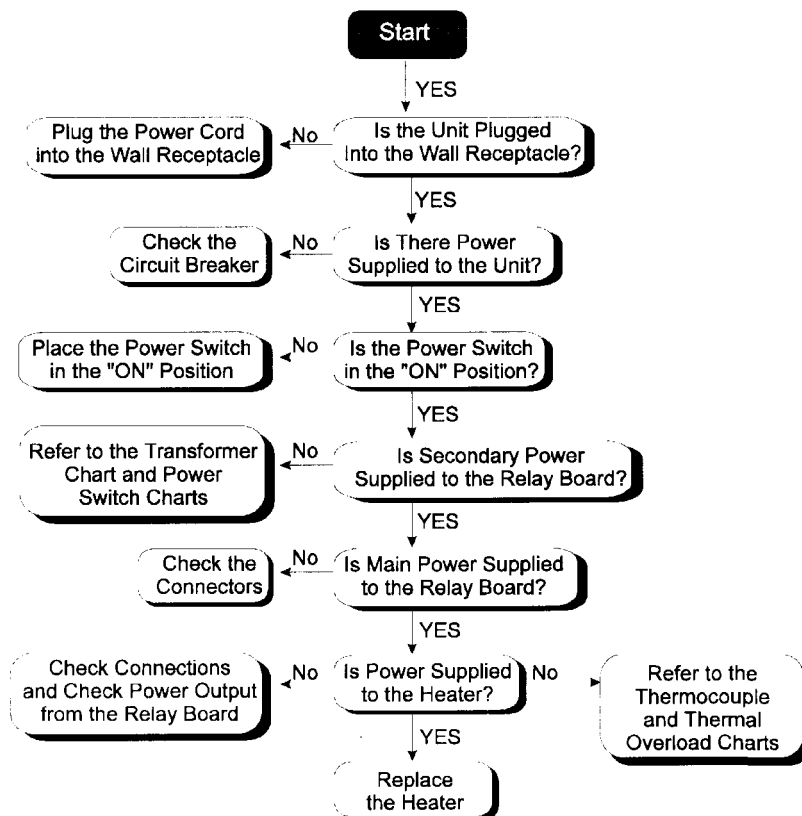 Start
YES
Plug the Power Cord
into the Wall Receptacle
No
Is the Unit Plugged
Into the Wall Receptacle?
YES
Check the
Circuit Breaker
No
Is There Power
Supplied to the Unit?
YES
Place the Power Switch
in the "ON" Position
No
Is the Power Switch
in the "ON" Position?
YES
Refer to the Transformer
Chart and Power
Switch Charts
No
Is Secondary Power
Supplied to the Relay Board?
YES
Check the
Connectors
No
Is Main Power Supplied
to the Relay Board?
YES
Check Connections
and Check Power Output
from the Relay Board
No
Is Power Supplied
to the Heater?
No
Refer to the
Thermocouple
and Thermal
Overload Charts
YES
Replace
the Heater